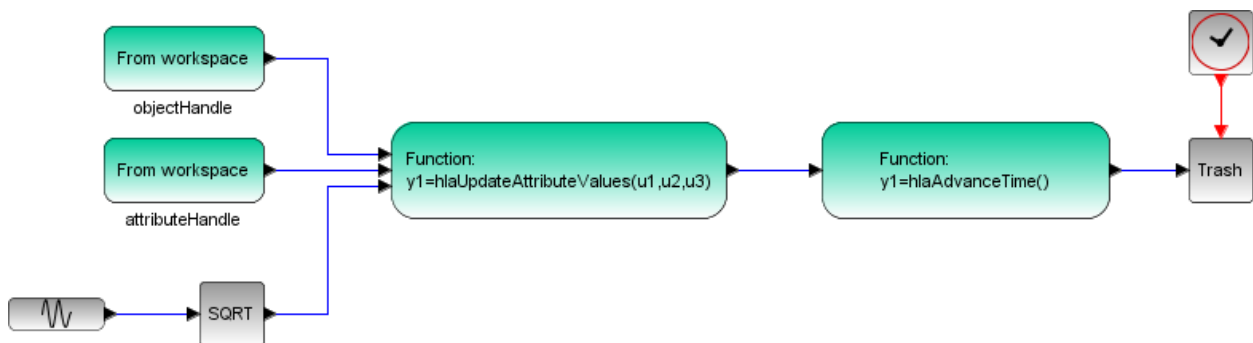 From workspace
objectHandle
From workspace
attributeHandle
SQRT
Function:
y1=hlaUpdateAttributeValues(u1,u2,u3)
Function:
y1=hlaAdvanceTime()
Trash